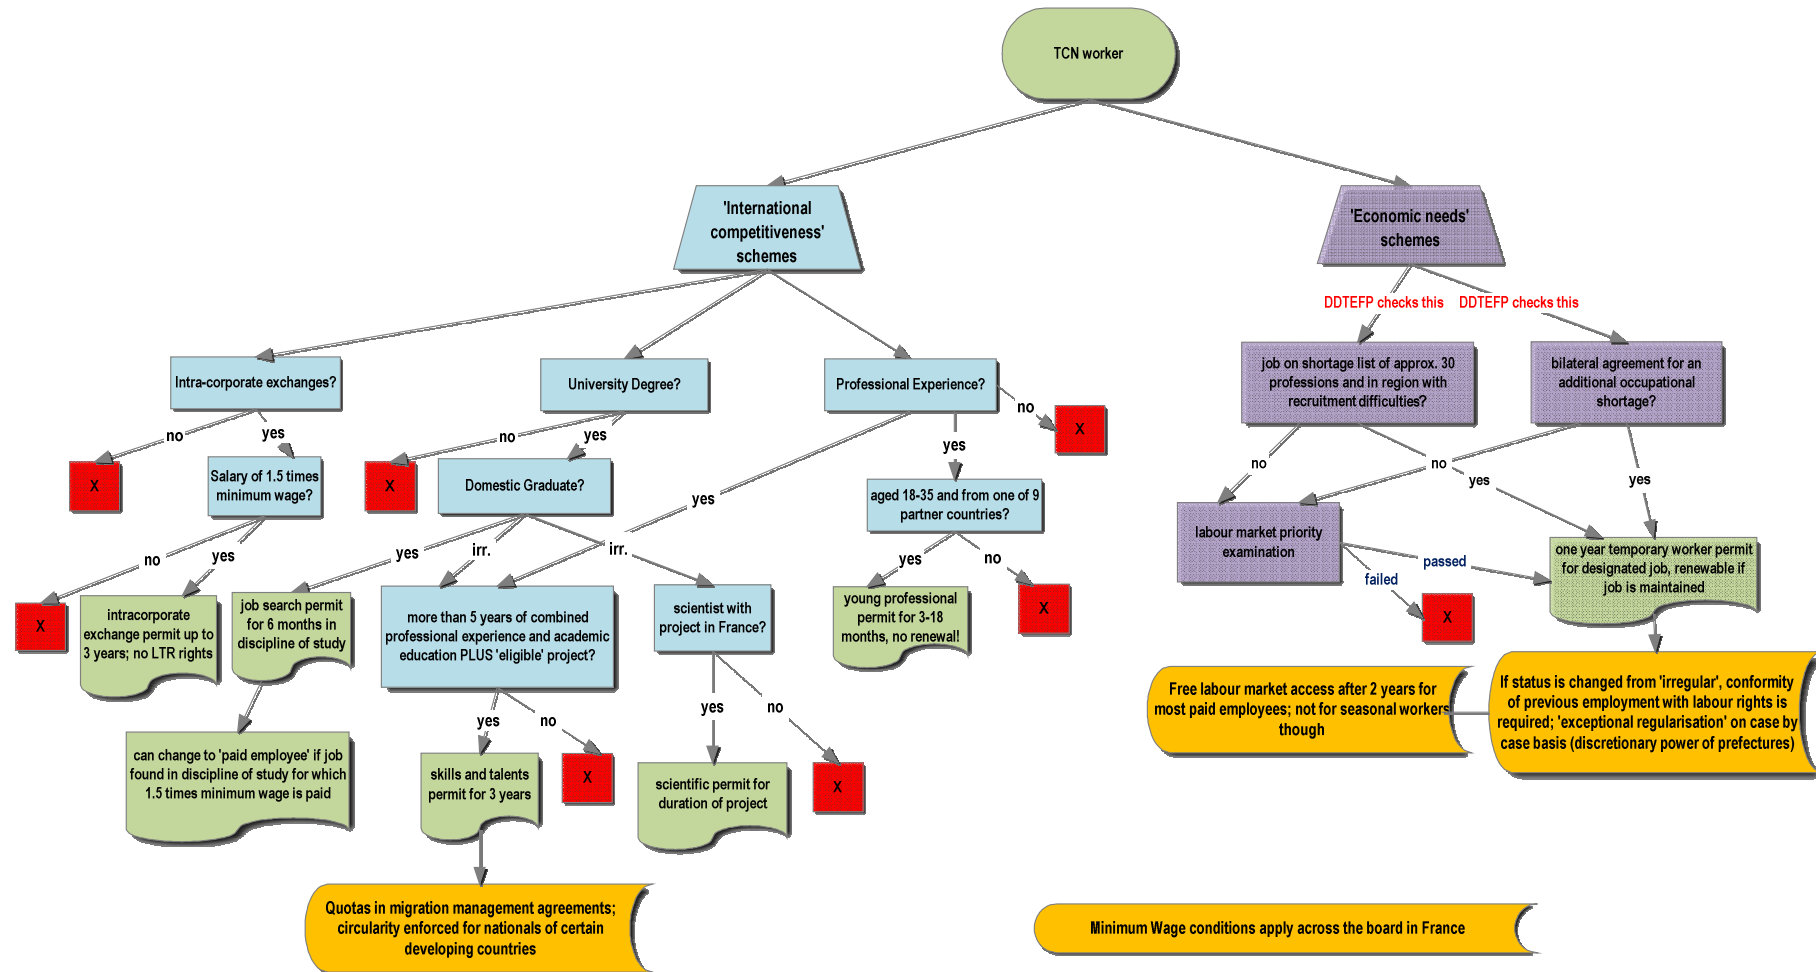 TCN worker
'International
competitiveness'
schemes
'Economic needs'
schemes
DDTEFP checks this
DDTEFP checks this
Intra-corporate exchanges?
University Degree?
Professional Experience?
job on shortage list of approx. 30
professions and in region with
recruitment difficulties?
bilateral agreement for an
additional occupational
shortage?
no
yes
no
yes
no
yes
yes
no
no
yes
yes
X
Salary of 1.5 times
minimum wage?
X
Domestic Graduate?
X
aged 18-35 and from one of 9
partner countries?
labour market priority
examination
no
yes
yes
irr.
irr.
yes
no
passed
failed
one year temporary worker permit
for designated job, renewable if
job is maintained
X
intracorporate
exchange permit up to
3 years; no LTR rights
job search permit
for 6 months in
discipline of study
more than 5 years of combined
professional experience and academic
education PLUS 'eligible' project?
scientist with
project in France?
young professional
permit for 3-18
months, no renewal!
X
X
yes
no
yes
no
Free labour market access after 2 years for
most paid employees; not for seasonal workers
though
If status is changed from 'irregular', conformity
of previous employment with labour rights is
required; 'exceptional regularisation' on case by
case basis (discretionary power of prefectures)
can change to 'paid employee' if job
found in discipline of study for which
1.5 times minimum wage is paid
skills and talents
permit for 3 years
X
scientific permit for
duration of project
X
Quotas in migration management agreements;
circularity enforced for nationals of certain
developing countries
Minimum Wage conditions apply across the board in France